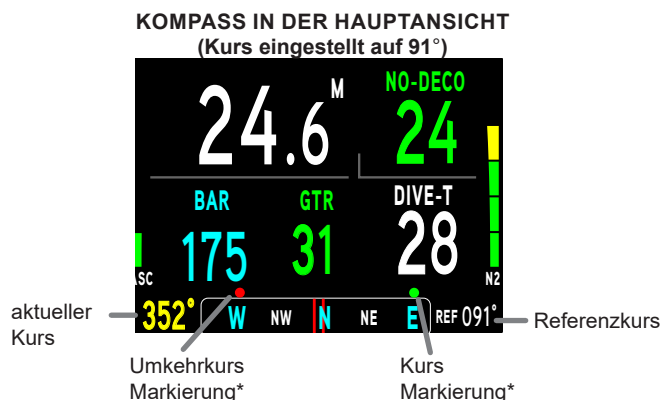 KOMPASS IN DER HAUPTANSICHT
(Kurs eingestellt auf 91°)
24.6 M
NO-DECO
24
BAR
GTR
DIVE-T
175
31
28
ASC
N2
352°
W NW N NE E
REF 091°
aktueller
Kurs
Referenzkurs
Umkehrkurs
Markierung*
Kurs
Markierung*